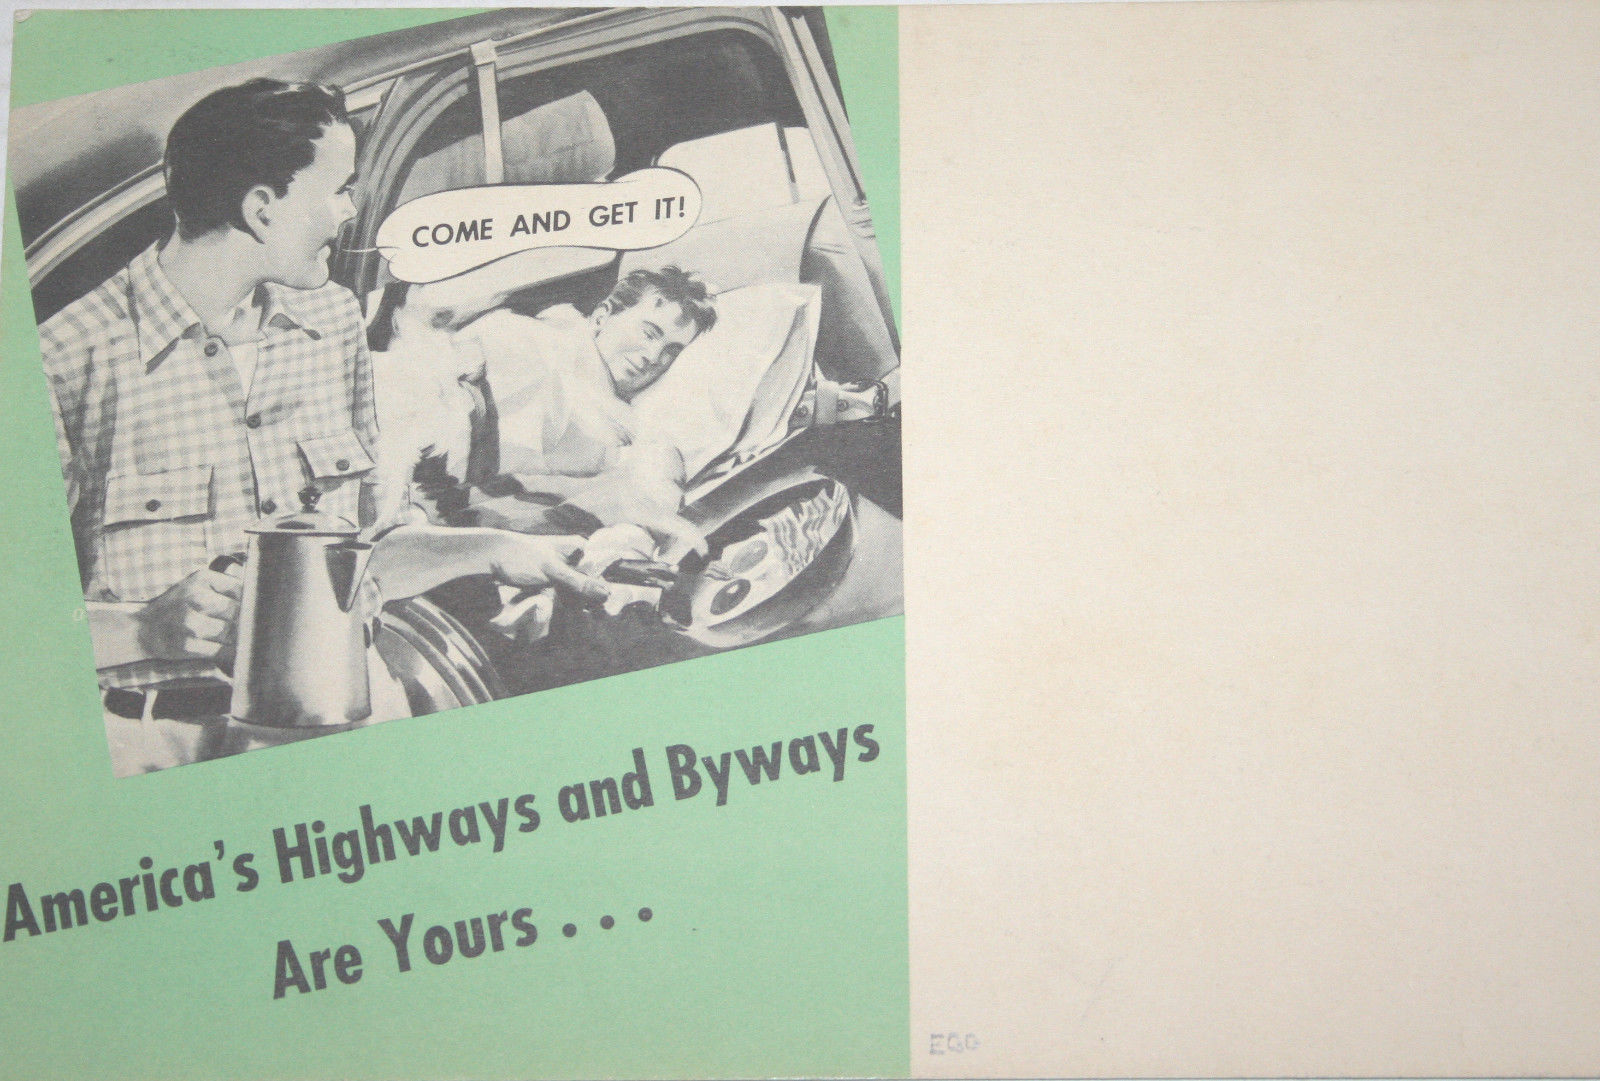 COME AND GET IT!
America's Highways and Byways
Are Yours . . .